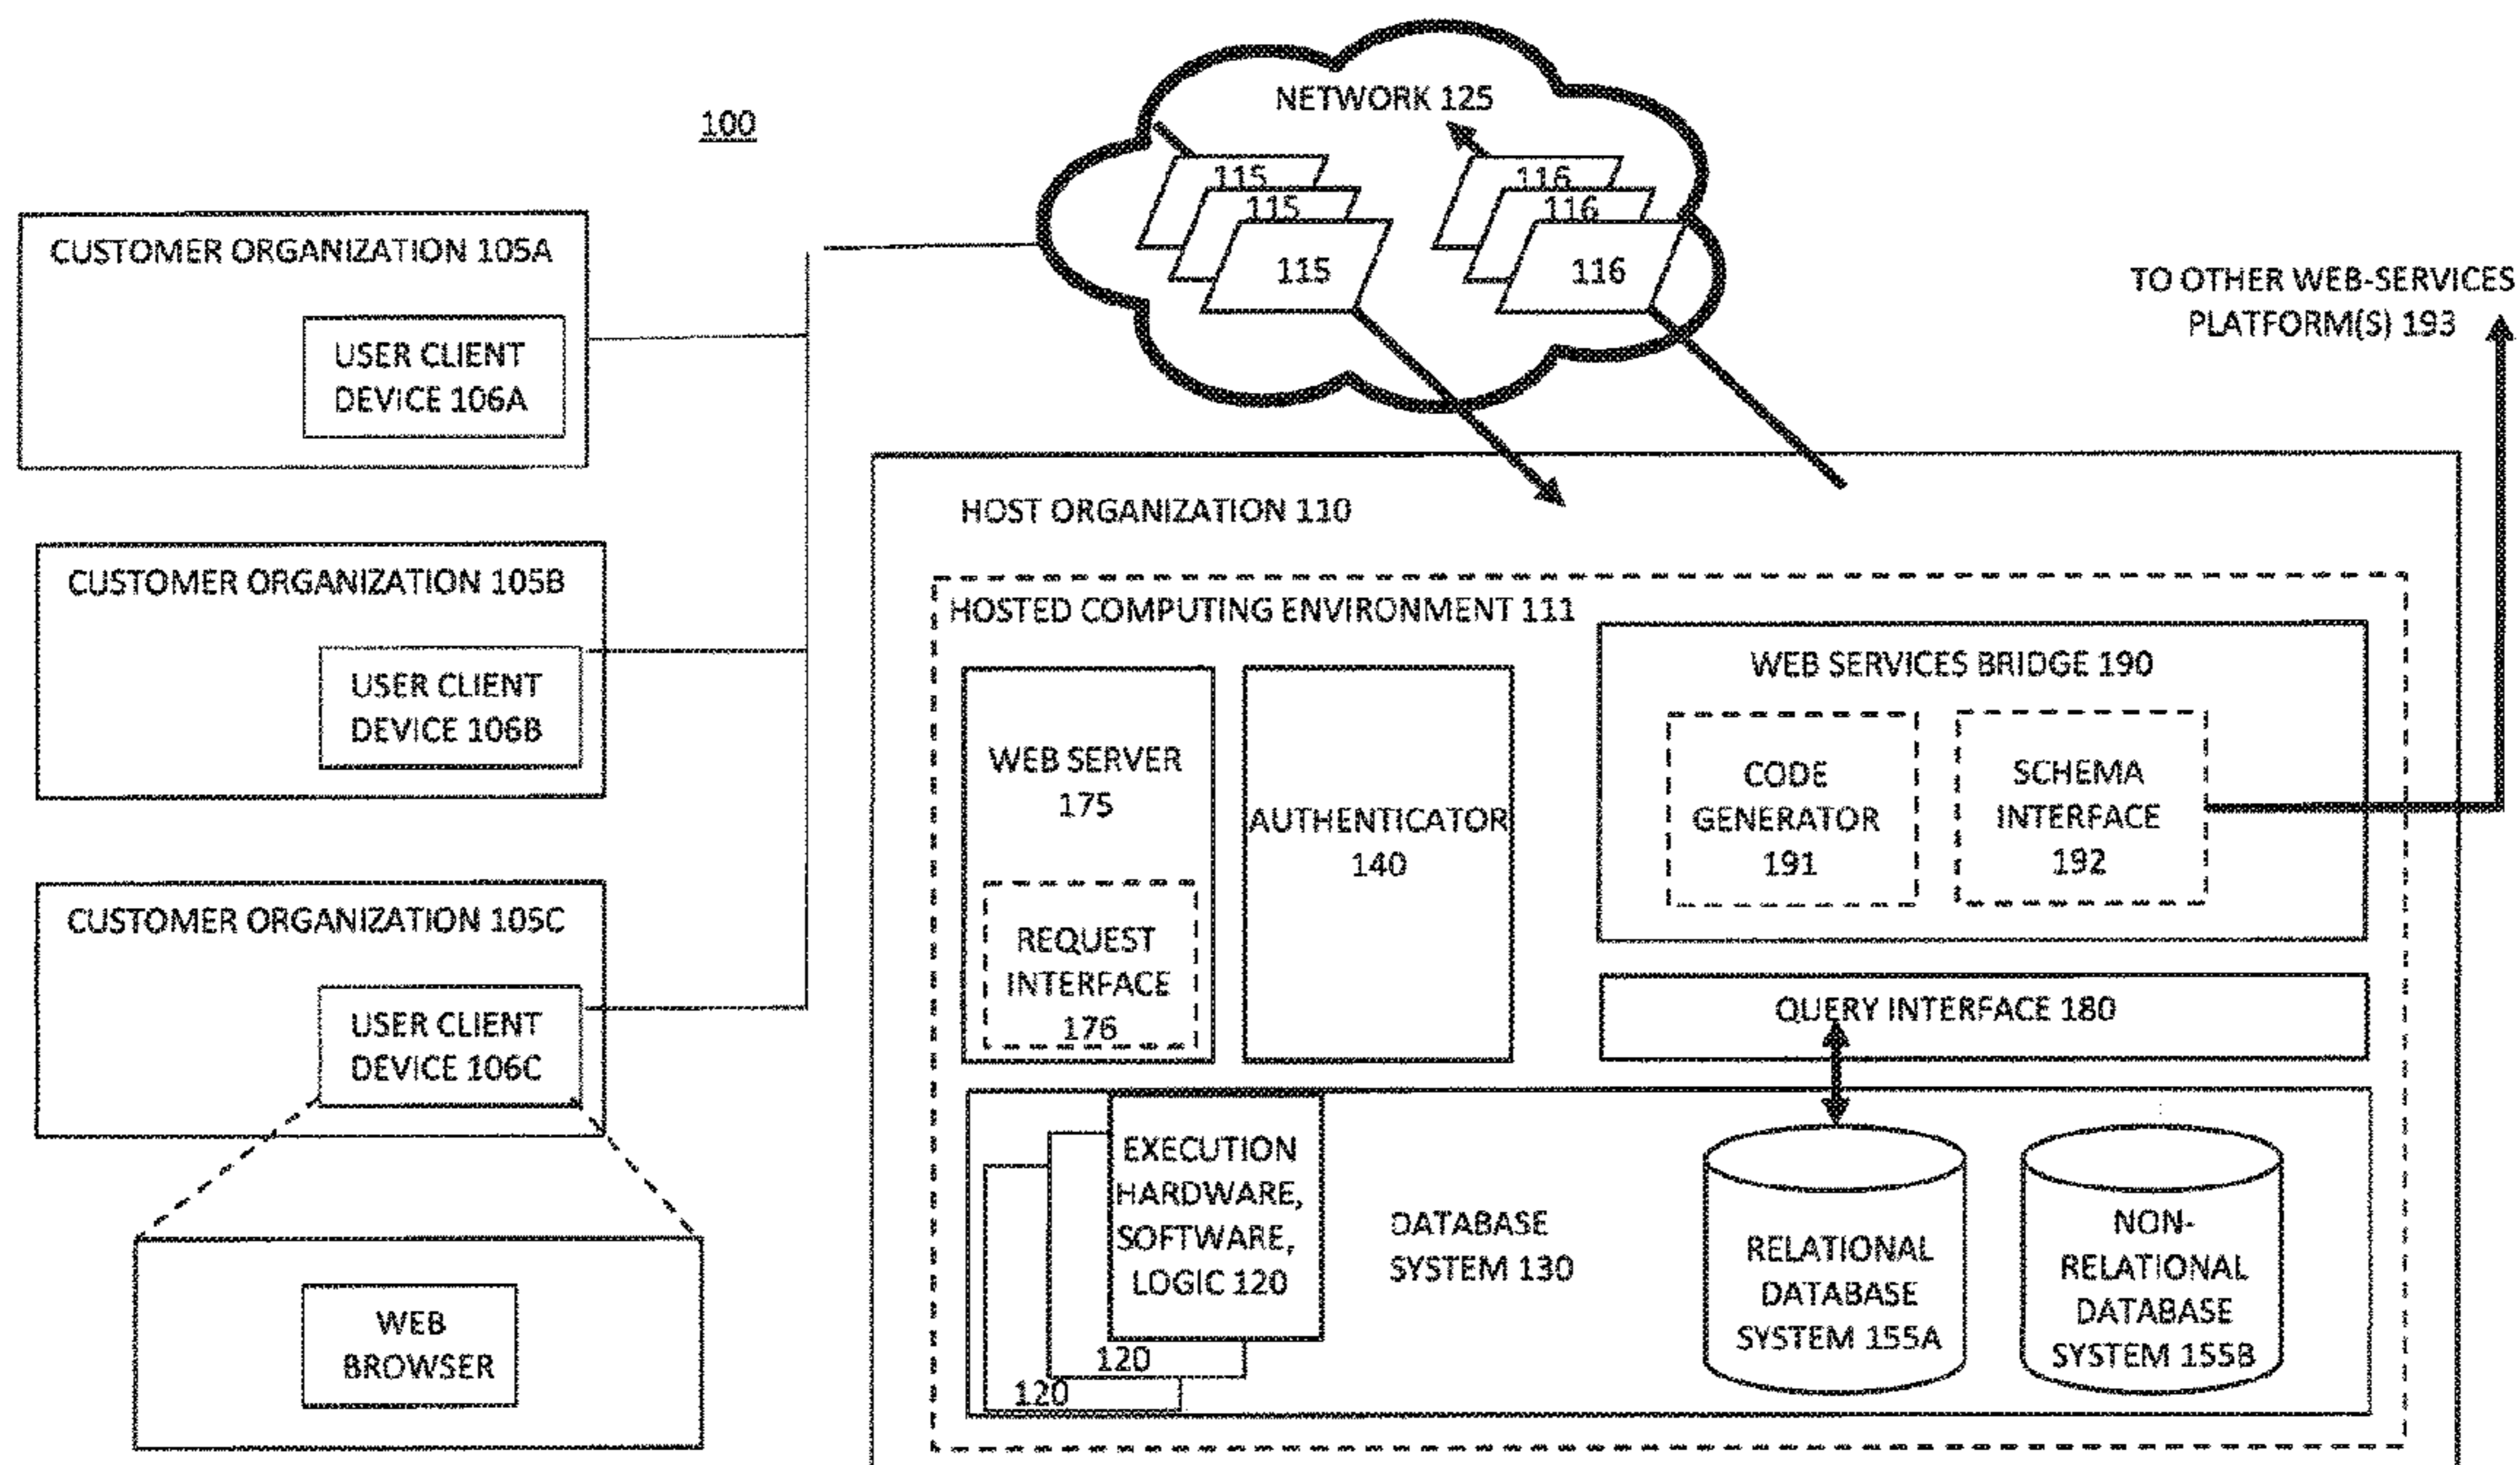 100
NETWORK 125
115
115
115
116
116
116
TO OTHER WEB-SERVICES
PLATFORM(S) 193
CUSTOMER ORGANIZATION 105A
USER CLIENT
DEVICE 106A
CUSTOMER ORGANIZATION 105B
USER CLIENT
DEVICE 106B
CUSTOMER ORGANIZATION 105C
USER CLIENT
DEVICE 106C
WEB
BROWSER
HOST ORGANIZATION 110
HOSTED COMPUTING ENVIRONMENT 111
WEB SERVER
175
REQUEST
INTERFACE
176
AUTHENTICATOR
140
WEB SERVICES BRIDGE 190
CODE
GENERATOR
191
SCHEMA
INTERFACE
192
QUERY INTERFACE 180
EXECUTION
HARDWARE,
SOFTWARE,
LOGIC 120
120
120
DATABASE
SYSTEM 130
RELATIONAL
DATABASE
SYSTEM 155A
NON-
RELATIONAL
DATABASE
SYSTEM 155B